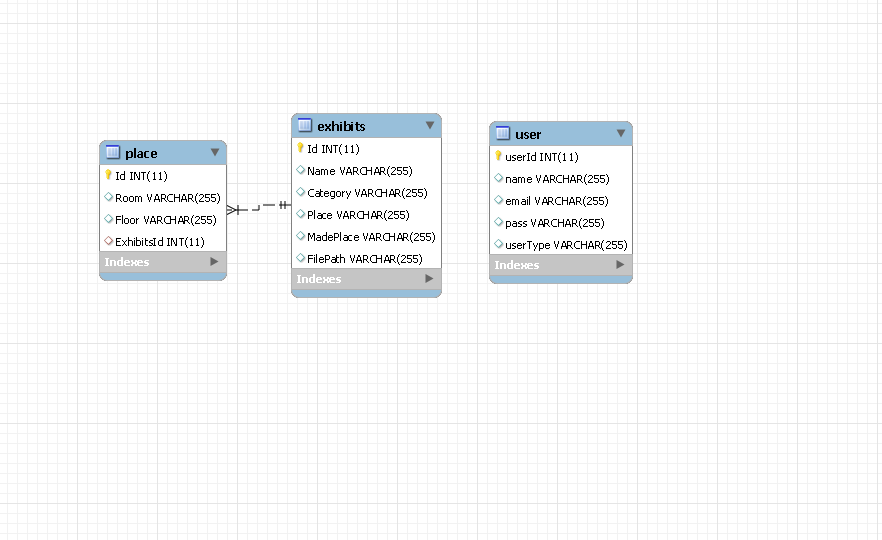 place
Id INT(11)
Room VARCHAR(255)
Floor VARCHAR(255)
ExhibitsId INT(11)
Indexes
exhibits
Id INT(11)
Name VARCHAR(255)
Category VARCHAR(255)
Place VARCHAR(255)
MadePlace VARCHAR(255)
FilePath VARCHAR(255)
Indexes
user
userId INT(11)
name VARCHAR(255)
email VARCHAR(255)
pass VARCHAR(255)
userType VARCHAR(255)
Indexes